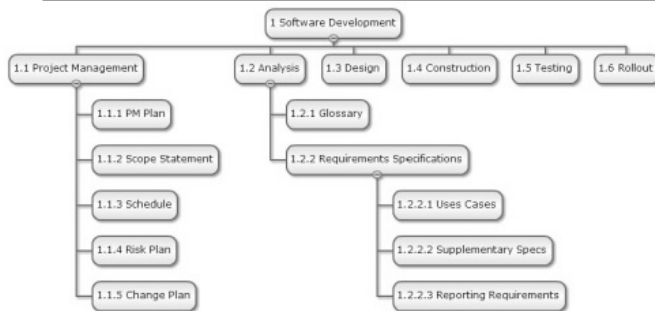 1 Software Development
1.1 Project Management
1.2 Analysis
1.3 Design
1.4 Construction
1.5 Testing
1.6 Rollout
1.1.1 PM Plan
1.1.2 Scope Statement
1.1.3 Schedule
1.1.4 Risk Plan
1.1.5 Change Plan
1.2.1 Glossary
1.2.2 Requirements Specifications
1.2.2.1 Uses Cases
1.2.2.2 Supplementary Specs
1.2.2.3 Reporting Requirements